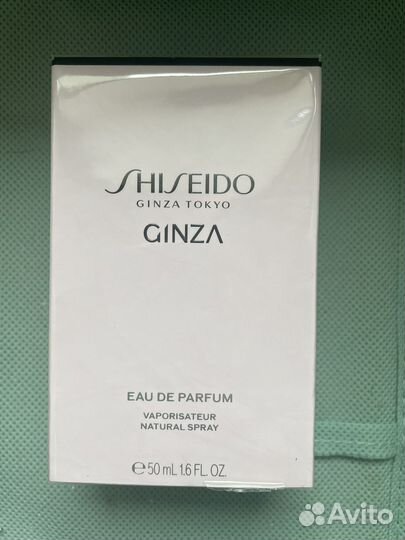 SHISEIDO
GINZA TOKYO
GINZA
EAU DE PARFUM
VAPORISATEUR
NATURAL SPRAY
℮ 50 mL 1.6 FL. OZ.
Avito